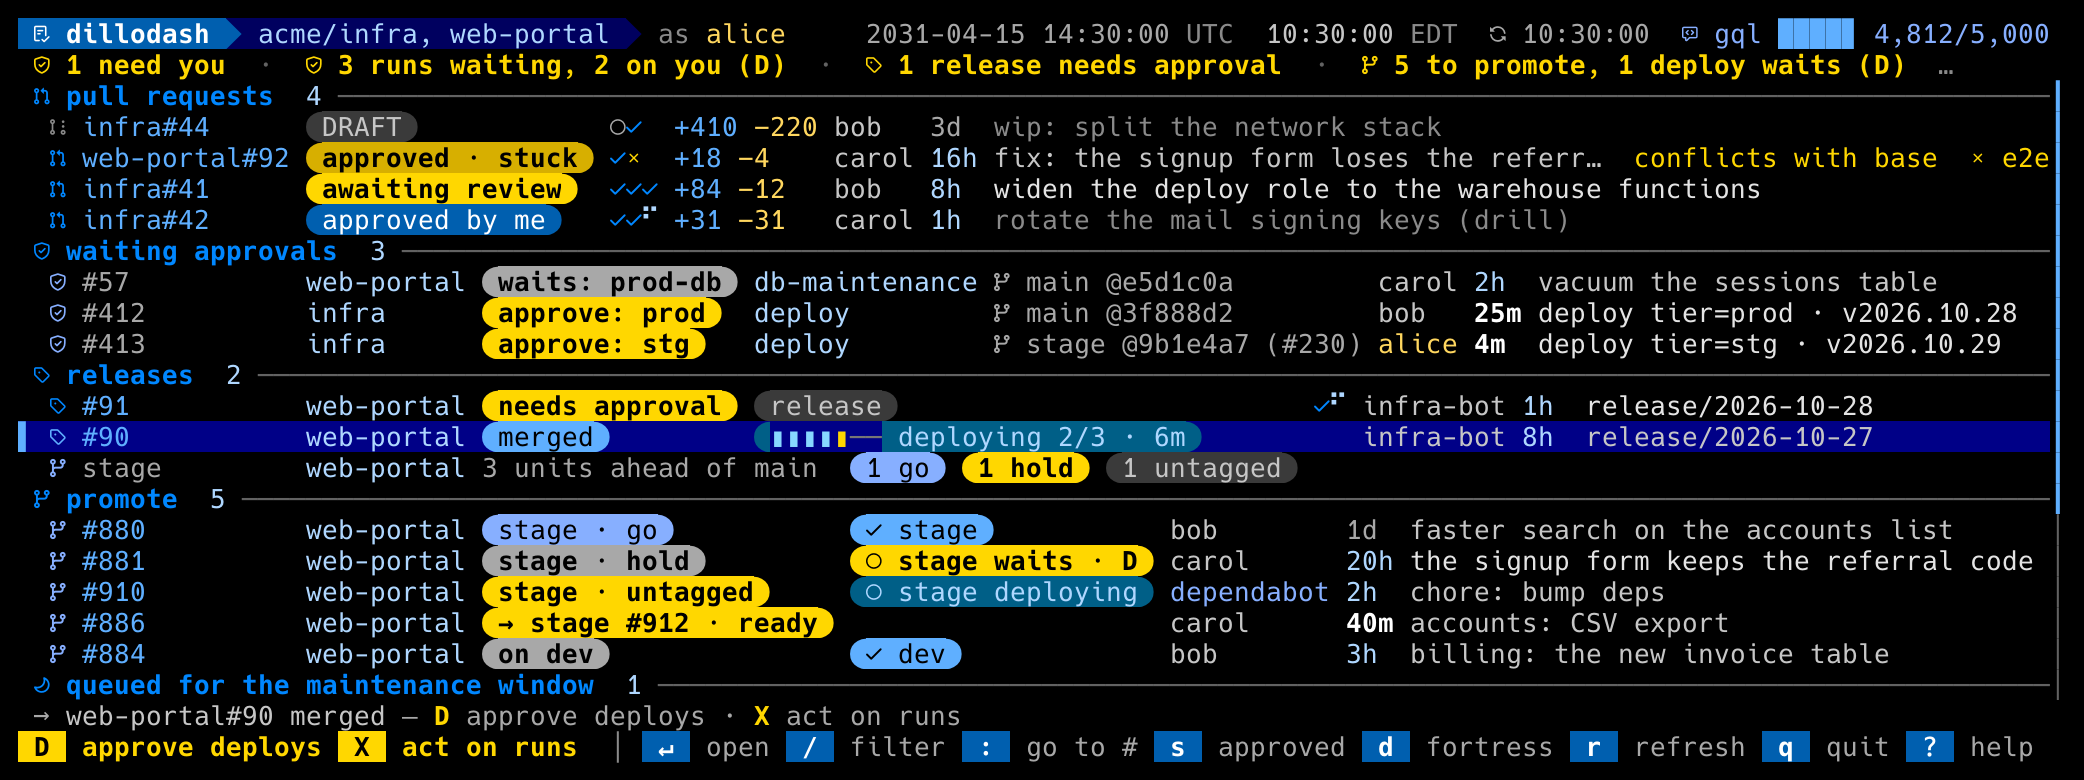 dillodash acme/infra, web-portal as alice 2031-04-15 14:30:00 UTC 10:30:00 EDT 10:30:00 gql 4,812/5,000
1 need you · 3 runs waiting, 2 on you (D) · 1 release needs approval · 5 to promote, 1 deploy waits (D) …
pull requests 4
infra#44 DRAFT ○✓ +410 −220 bob 3d wip: split the network stack
web-portal#92 approved · stuck ✓× +18 −4 carol 16h fix: the signup form loses the referr… conflicts with base × e2e
infra#41 awaiting review ✓✓✓ +84 −12 bob 8h widen the deploy role to the warehouse functions
infra#42 approved by me ✓✓ +31 −31 carol 1h rotate the mail signing keys (drill)
waiting approvals 3
#57 web-portal waits: prod-db db-maintenance main @e5d1c0a carol 2h vacuum the sessions table
#412 infra approve: prod deploy main @3f888d2 bob 25m deploy tier=prod · v2026.10.28
#413 infra approve: stg deploy stage @9b1e4a7 (#230) alice 4m deploy tier=stg · v2026.10.29
releases 2
#91 web-portal needs approval release ✓ infra-bot 1h release/2026-10-28
#90 web-portal merged deploying 2/3 · 6m infra-bot 8h release/2026-10-27
stage web-portal 3 units ahead of main 1 go 1 hold 1 untagged
promote 5
#880 web-portal stage · go ✓ stage bob 1d faster search on the accounts list
#881 web-portal stage · hold ○ stage waits · D carol 20h the signup form keeps the referral code
#910 web-portal stage · untagged ○ stage deploying dependabot 2h chore: bump deps
#886 web-portal → stage #912 · ready carol 40m accounts: CSV export
#884 web-portal on dev ✓ dev bob 3h billing: the new invoice table
queued for the maintenance window 1
→ web-portal#90 merged — D approve deploys · X act on runs
D approve deploys X act on runs │ ↵ open / filter : go to # s approved d fortress r refresh q quit ? help